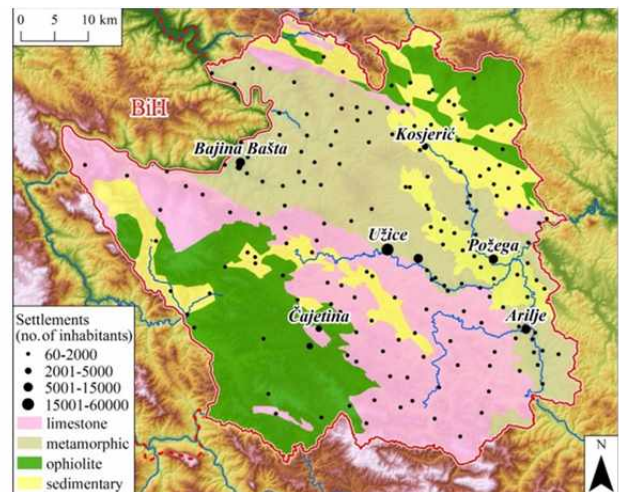 0 5 10 km
BiH
Kosjerić
Bajina Bašta
Užice
Požega
Čajetina
Arilje
Settlements
(no.of inhabitants)
60-2000
2001-5000
5001-15000
15001-60000
limestone
metamorphic
ophiolite
sedimentary
N